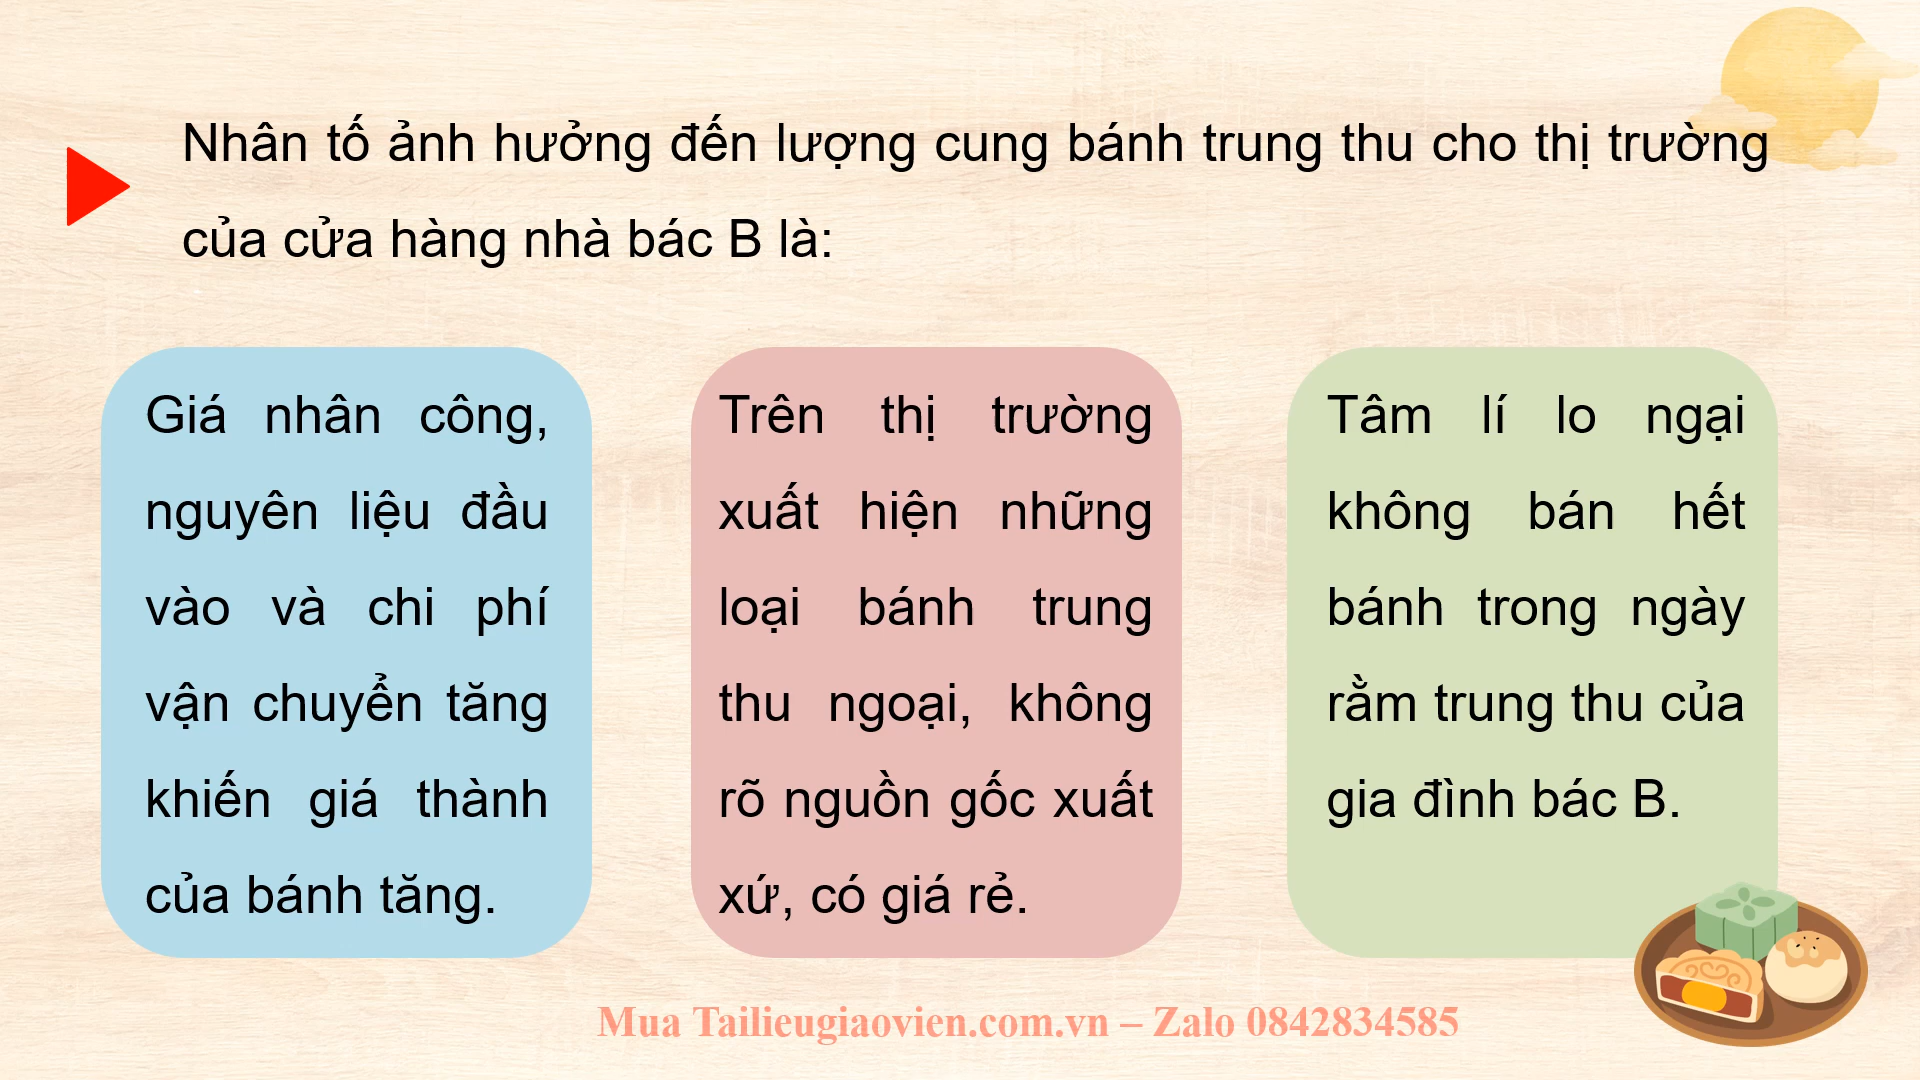 Nhân tố ảnh hưởng đến lượng cung bánh trung thu cho thị trường
của cửa hàng nhà bác B là:
Giá nhân công,
nguyên liệu đầu
vào và chi phí
vận chuyển tăng
khiến giá thành
của bánh tăng.
Trên thị trường
xuất hiện những
loại bánh trung
thu ngoại, không
rõ nguồn gốc xuất
xứ, có giá rẻ.
Tâm lí lo ngại
không bán hết
bánh trong ngày
rằm trung thu của
gia đình bác B.
Mua Tailieugiaovien.com.vn – Zalo 0842834585